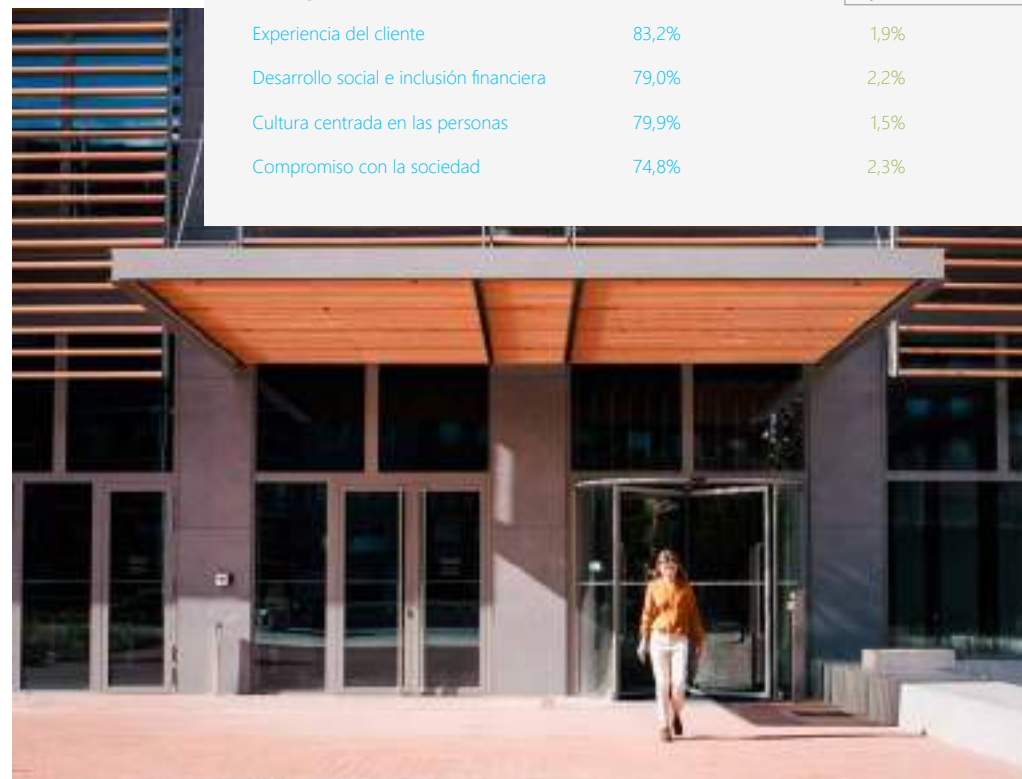 Experiencia del cliente 83,2% 1,9%
Desarrollo social e inclusión financiera 79,0% 2,2%
Cultura centrada en las personas 79,9% 1,5%
Compromiso con la sociedad 74,8% 2,3%